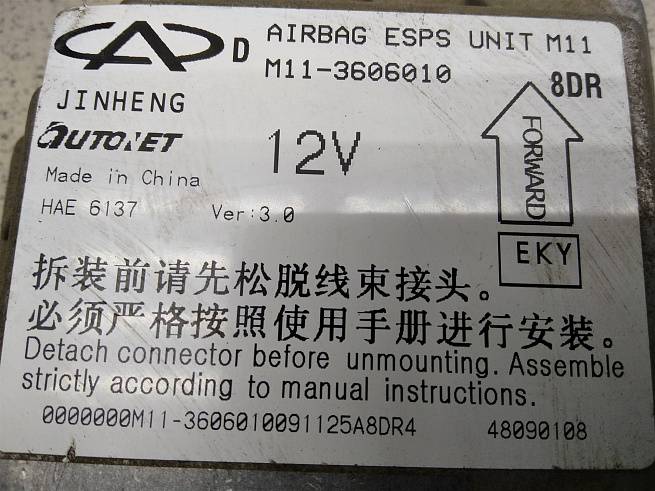 D AIRBAG ESPS UNIT M11
M11-3606010
8DR
JINHENG
AUTONET
12V
FORWARD
Made in China
HAE 6137 Ver:3.0
EKY
拆装前请先松脱线束接头。
必须严格按照使用手册进行安装。
Detach connector before unmounting. Assemble
strictly according to manual instructions.
0000000M11-3606010091125A8DR4 48090108